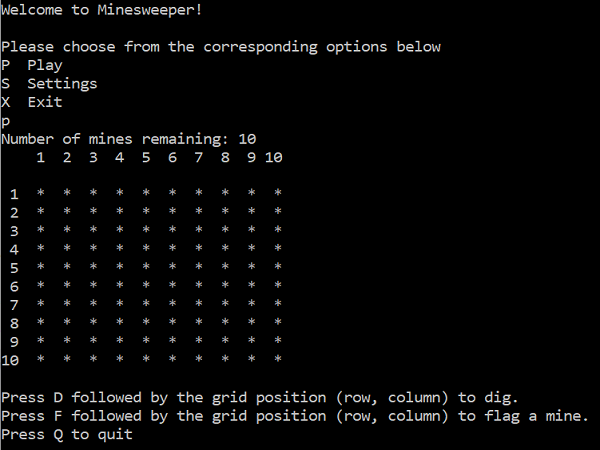 Welcome to Minesweeper!
Please choose from the corresponding options below
P  Play
S  Settings
X  Exit
p
Number of mines remaining: 10
    1  2  3  4  5  6  7  8  9 10
 1  *  *  *  *  *  *  *  *  *  *
 2  *  *  *  *  *  *  *  *  *  *
 3  *  *  *  *  *  *  *  *  *  *
 4  *  *  *  *  *  *  *  *  *  *
 5  *  *  *  *  *  *  *  *  *  *
 6  *  *  *  *  *  *  *  *  *  *
 7  *  *  *  *  *  *  *  *  *  *
 8  *  *  *  *  *  *  *  *  *  *
 9  *  *  *  *  *  *  *  *  *  *
10  *  *  *  *  *  *  *  *  *  *
Press D followed by the grid position (row, column) to dig.
Press F followed by the grid position (row, column) to flag a mine.
Press Q to quit